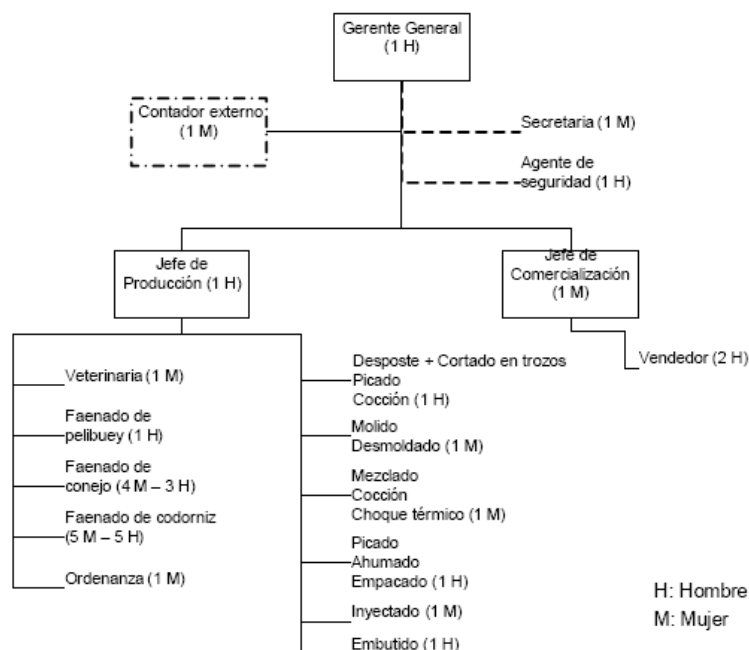 Gerente General
(1 H)
Contador externo
(1 M)
Secretaria (1 M)
Agente de
seguridad (1 H)
Jefe de
Producción (1 H)
Jefe de
Comercialización
(1 M)
Vendedor (2 H)
Veterinaria (1 M)
Faenado de
pelibuey (1 H)
Faenado de
conejo (4 M – 3 H)
Faenado de codorniz
(5 M – 5 H)
Ordenanza (1 M)
Desposte + Cortado en trozos
Picado
Cocción (1 H)
Molido
Desmoldado (1 M)
Mezclado
Cocción
Choque térmico (1 M)
Picado
Ahumado
Empacado (1 H)
Inyectado (1 M)
Embutido (1 H)
H: Hombre
M: Mujer